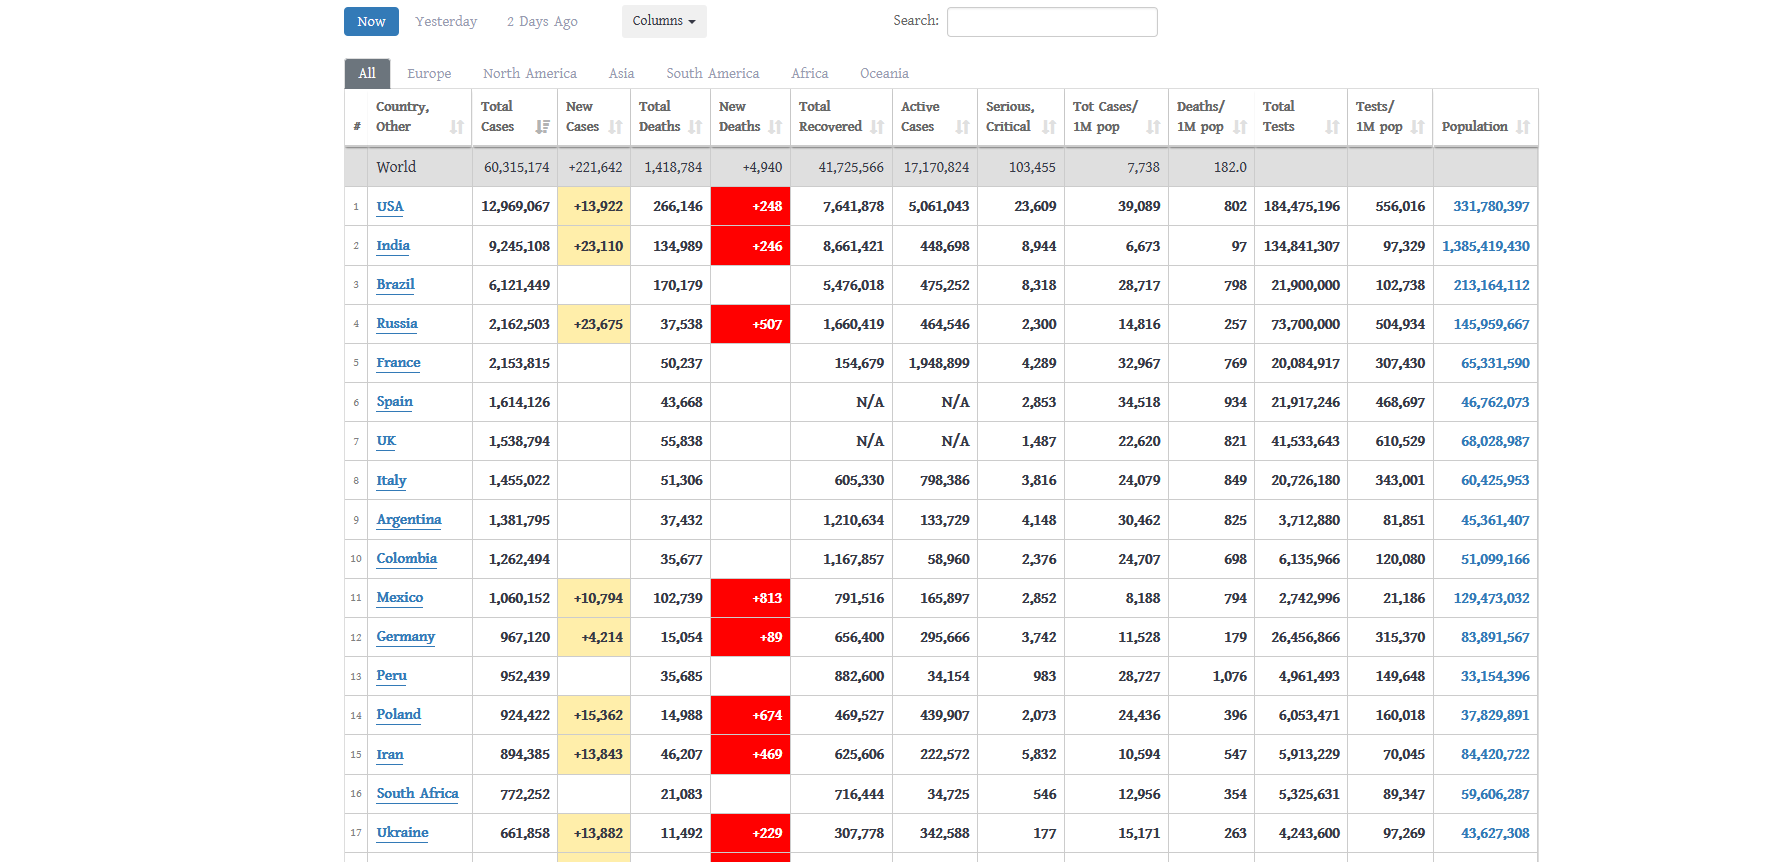 Now Yesterday 2 Days Ago Columns Search:
All Europe North America Asia South America Africa Oceania
# Country, Other Total Cases New Cases Total Deaths New Deaths Total Recovered Active Cases Serious, Critical Tot Cases/ 1M pop Deaths/ 1M pop Total Tests Tests/ 1M pop Population
World 60,315,174 +221,642 1,418,784 +4,940 41,725,566 17,170,824 103,455 7,738 182.0
1 USA 12,969,067 +13,922 266,146 +248 7,641,878 5,061,043 23,609 39,089 802 184,475,196 556,016 331,780,397
2 India 9,245,108 +23,110 134,989 +246 8,661,421 448,698 8,944 6,673 97 134,841,307 97,329 1,385,419,430
3 Brazil 6,121,449 170,179 5,476,018 475,252 8,318 28,717 798 21,900,000 102,738 213,164,112
4 Russia 2,162,503 +23,675 37,538 +507 1,660,419 464,546 2,300 14,816 257 73,700,000 504,934 145,959,667
5 France 2,153,815 50,237 154,679 1,948,899 4,289 32,967 769 20,084,917 307,430 65,331,590
6 Spain 1,614,126 43,668 N/A N/A 2,853 34,518 934 21,917,246 468,697 46,762,073
7 UK 1,538,794 55,838 N/A N/A 1,487 22,620 821 41,533,643 610,529 68,028,987
8 Italy 1,455,022 51,306 605,330 798,386 3,816 24,079 849 20,726,180 343,001 60,425,953
9 Argentina 1,381,795 37,432 1,210,634 133,729 4,148 30,462 825 3,712,880 81,851 45,361,407
10 Colombia 1,262,494 35,677 1,167,857 58,960 2,376 24,707 698 6,135,966 120,080 51,099,166
11 Mexico 1,060,152 +10,794 102,739 +813 791,516 165,897 2,852 8,188 794 2,742,996 21,186 129,473,032
12 Germany 967,120 +4,214 15,054 +89 656,400 295,666 3,742 11,528 179 26,456,866 315,370 83,891,567
13 Peru 952,439 35,685 882,600 34,154 983 28,727 1,076 4,961,493 149,648 33,154,396
14 Poland 924,422 +15,362 14,988 +674 469,527 439,907 2,073 24,436 396 6,053,471 160,018 37,829,891
15 Iran 894,385 +13,843 46,207 +469 625,606 222,572 5,832 10,594 547 5,913,229 70,045 84,420,722
16 South Africa 772,252 21,083 716,444 34,725 546 12,956 354 5,325,631 89,347 59,606,287
17 Ukraine 661,858 +13,882 11,492 +229 307,778 342,588 177 15,171 263 4,243,600 97,269 43,627,308